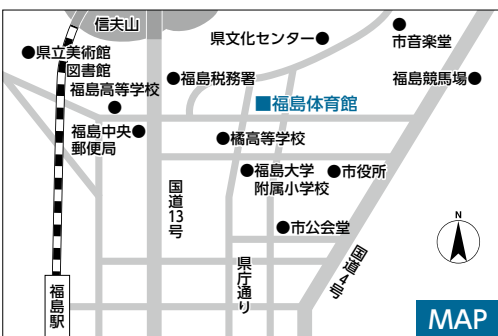 信夫山
●県立美術館
図書館
県文化センター●
●
市音楽堂
福島高等学校
●
●福島税務署
福島競馬場●
■福島体育館
福島中央●
郵便局
●橘高等学校
●福島大学
附属小学校
●市役所
国道13号
●市公会堂
県庁通り
国道4号
N
福島駅
MAP